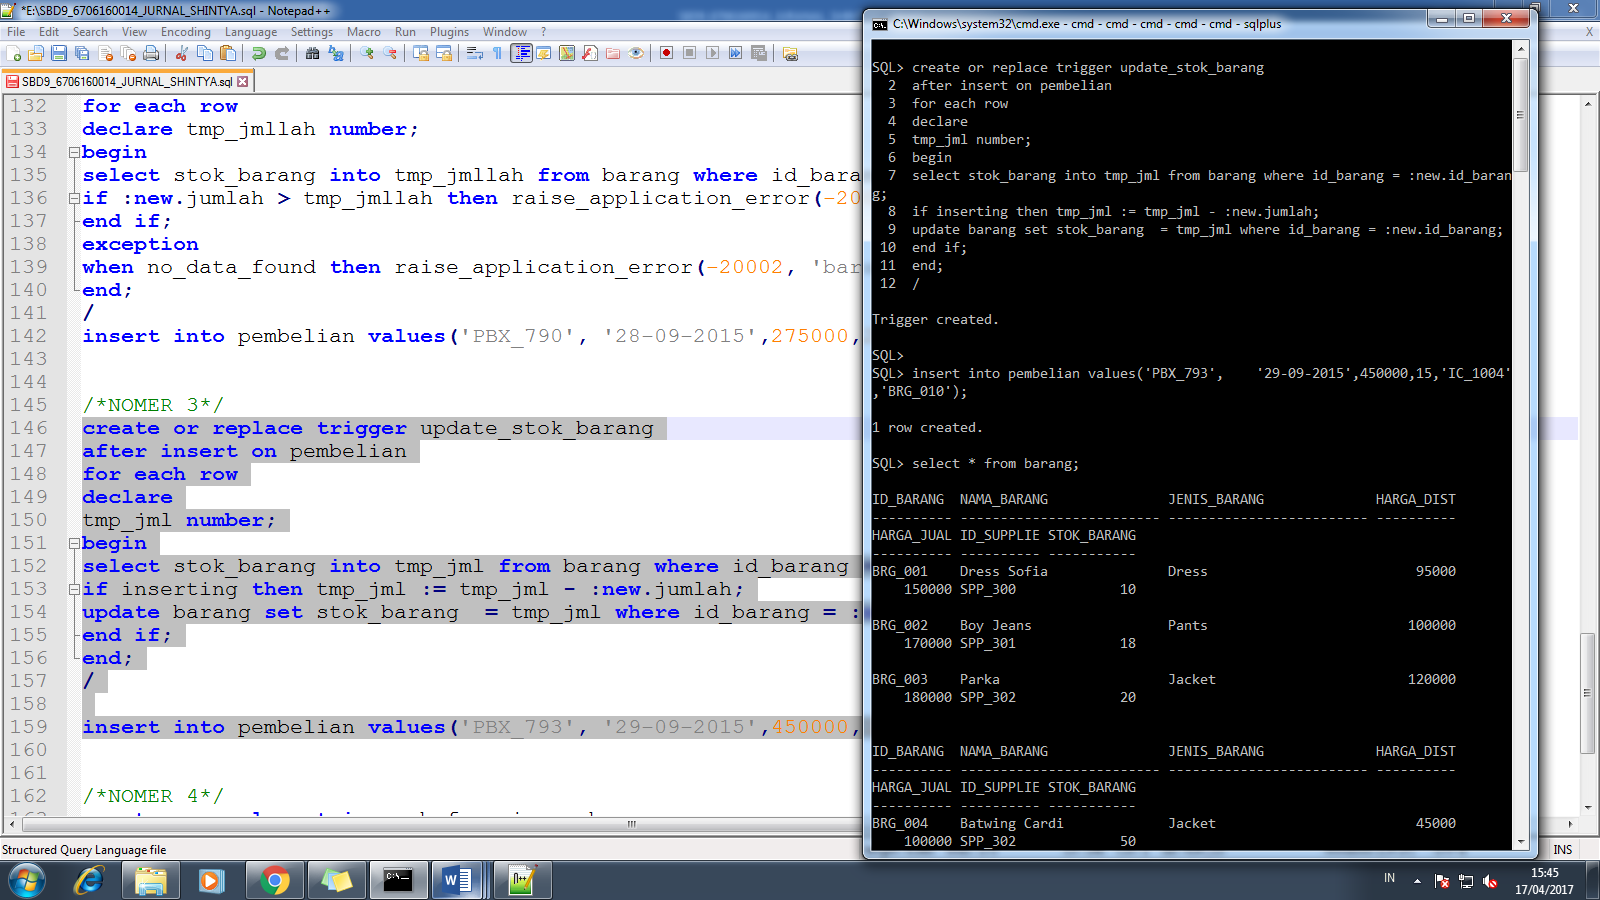 *E:\SBD9_6706160014_JURNAL_SHINTYA.sql - Notepad++
File Edit Search View Encoding Language Settings Macro Run Plugins Window ?
X
SBD9_6706160014_JURNAL_SHINTYA.sql
132 for each row
133 declare tmp_jmllah number;
134 begin
135 select stok_barang into tmp_jmllah from barang where id_bara
136 if :new.jumlah > tmp_jmllah then raise_application_error(-20
137 end if;
138 exception
139 when no_data_found then raise_application_error(-20002, 'bar
140 end;
141 /
142 insert into pembelian values('PBX_790', '28-09-2015',275000,
143
144
145 /*NOMER 3*/
146 create or replace trigger update_stok_barang
147 after insert on pembelian
148 for each row
149 declare
150 tmp_jml number;
151 begin
152 select stok_barang into tmp_jml from barang where id_barang
153 if inserting then tmp_jml := tmp_jml - :new.jumlah;
154 update barang set stok_barang  = tmp_jml where id_barang = :
155 end if;
156 end;
157 /
158
159 insert into pembelian values('PBX_793', '29-09-2015',450000,
160
161
162 /*NOMER 4*/
Structured Query Language file
INS
C:\Windows\system32\cmd.exe - cmd - cmd - cmd - cmd - cmd - sqlplus
SQL> create or replace trigger update_stok_barang
2  after insert on pembelian
3  for each row
4  declare
5  tmp_jml number;
6  begin
7  select stok_barang into tmp_jml from barang where id_barang = :new.id_baran
g;
8  if inserting then tmp_jml := tmp_jml - :new.jumlah;
9  update barang set stok_barang  = tmp_jml where id_barang = :new.id_barang;
10  end if;
11  end;
12  /
Trigger created.
SQL>
SQL> insert into pembelian values('PBX_793',    '29-09-2015',450000,15,'IC_1004'
,'BRG_010');
1 row created.
SQL> select * from barang;
ID_BARANG  NAMA_BARANG               JENIS_BARANG              HARGA_DIST
---------- ------------------------- ------------------------- ----------
HARGA_JUAL ID_SUPPLIE STOK_BARANG
---------- ---------- -----------
BRG_001    Dress Sofia               Dress                          95000
150000 SPP_300             10
BRG_002    Boy Jeans                 Pants                         100000
170000 SPP_301             18
BRG_003    Parka                     Jacket                        120000
180000 SPP_302             20
ID_BARANG  NAMA_BARANG               JENIS_BARANG              HARGA_DIST
---------- ------------------------- ------------------------- ----------
HARGA_JUAL ID_SUPPLIE STOK_BARANG
---------- ---------- -----------
BRG_004    Batwing Cardi             Jacket                         45000
100000 SPP_302             50
IN
15:45
17/04/2017